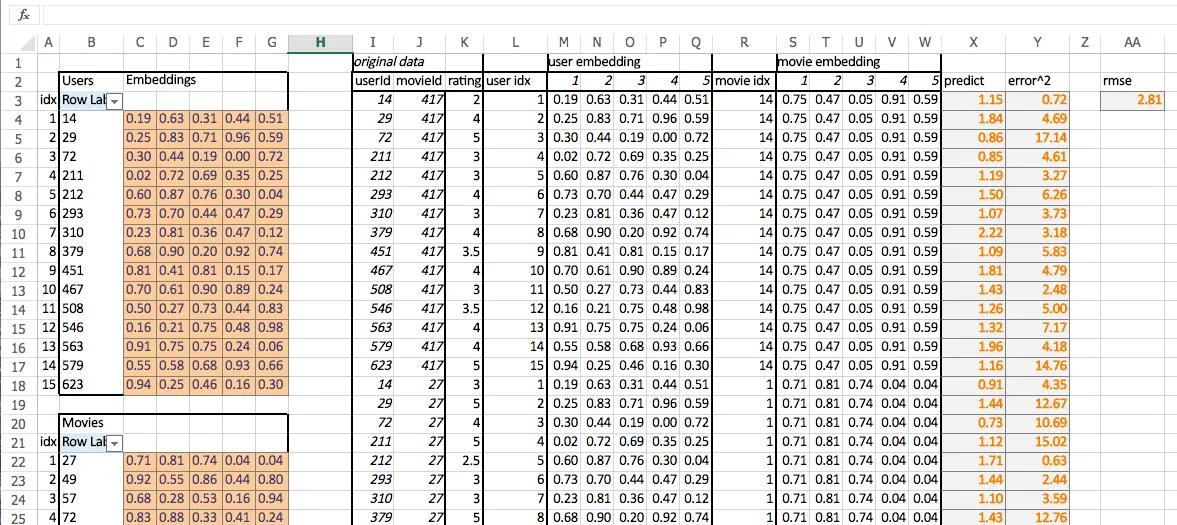 fx
A B C D E F G H I J K L M N O P Q R S T U V W X Y Z AA
1 original data user embedding movie embedding
2 Users Embeddings userId movieId rating user idx 1 2 3 4 5 movie idx 1 2 3 4 5 predict error^2 rmse
3 idx Row Lal 14 417 2 1 0.19 0.63 0.31 0.44 0.51 14 0.75 0.47 0.05 0.91 0.59 1.15 0.72 2.81
4 1 14 0.19 0.63 0.31 0.44 0.51 29 417 4 2 0.25 0.83 0.71 0.96 0.59 14 0.75 0.47 0.05 0.91 0.59 1.84 4.69
5 2 29 0.25 0.83 0.71 0.96 0.59 72 417 5 3 0.30 0.44 0.19 0.00 0.72 14 0.75 0.47 0.05 0.91 0.59 0.86 17.14
6 3 72 0.30 0.44 0.19 0.00 0.72 211 417 3 4 0.02 0.72 0.69 0.35 0.25 14 0.75 0.47 0.05 0.91 0.59 0.85 4.61
7 4 211 0.02 0.72 0.69 0.35 0.25 212 417 3 5 0.60 0.87 0.76 0.30 0.04 14 0.75 0.47 0.05 0.91 0.59 1.19 3.27
8 5 212 0.60 0.87 0.76 0.30 0.04 293 417 4 6 0.73 0.70 0.44 0.47 0.29 14 0.75 0.47 0.05 0.91 0.59 1.50 6.26
9 6 293 0.73 0.70 0.44 0.47 0.29 310 417 3 7 0.23 0.81 0.36 0.47 0.12 14 0.75 0.47 0.05 0.91 0.59 1.07 3.73
10 7 310 0.23 0.81 0.36 0.47 0.12 379 417 4 8 0.68 0.90 0.20 0.92 0.74 14 0.75 0.47 0.05 0.91 0.59 2.22 3.18
11 8 379 0.68 0.90 0.20 0.92 0.74 451 417 3.5 9 0.81 0.41 0.81 0.15 0.17 14 0.75 0.47 0.05 0.91 0.59 1.09 5.83
12 9 451 0.81 0.41 0.81 0.15 0.17 467 417 4 10 0.70 0.61 0.90 0.89 0.24 14 0.75 0.47 0.05 0.91 0.59 1.81 4.79
13 10 467 0.70 0.61 0.90 0.89 0.24 508 417 3 11 0.50 0.27 0.73 0.44 0.83 14 0.75 0.47 0.05 0.91 0.59 1.43 2.48
14 11 508 0.50 0.27 0.73 0.44 0.83 546 417 3.5 12 0.16 0.21 0.75 0.48 0.98 14 0.75 0.47 0.05 0.91 0.59 1.26 5.00
15 12 546 0.16 0.21 0.75 0.48 0.98 563 417 4 13 0.91 0.75 0.75 0.24 0.06 14 0.75 0.47 0.05 0.91 0.59 1.32 7.17
16 13 563 0.91 0.75 0.75 0.24 0.06 579 417 4 14 0.55 0.58 0.68 0.93 0.66 14 0.75 0.47 0.05 0.91 0.59 1.96 4.18
17 14 579 0.55 0.58 0.68 0.93 0.66 623 417 5 15 0.94 0.25 0.46 0.16 0.30 14 0.75 0.47 0.05 0.91 0.59 1.16 14.76
18 15 623 0.94 0.25 0.46 0.16 0.30 14 27 3 1 0.19 0.63 0.31 0.44 0.51 1 0.71 0.81 0.74 0.04 0.04 0.91 4.35
19 29 27 5 2 0.25 0.83 0.71 0.96 0.59 1 0.71 0.81 0.74 0.04 0.04 1.44 12.67
20 Movies 72 27 4 3 0.30 0.44 0.19 0.00 0.72 1 0.71 0.81 0.74 0.04 0.04 0.73 10.69
21 idx Row Lal 211 27 5 4 0.02 0.72 0.69 0.35 0.25 1 0.71 0.81 0.74 0.04 0.04 1.12 15.02
22 1 27 0.71 0.81 0.74 0.04 0.04 212 27 2.5 5 0.60 0.87 0.76 0.30 0.04 1 0.71 0.81 0.74 0.04 0.04 1.71 0.63
23 2 49 0.92 0.55 0.86 0.44 0.80 293 27 3 6 0.73 0.70 0.44 0.47 0.29 1 0.71 0.81 0.74 0.04 0.04 1.44 2.44
24 3 57 0.68 0.28 0.53 0.16 0.94 310 27 3 7 0.23 0.81 0.36 0.47 0.12 1 0.71 0.81 0.74 0.04 0.04 1.10 3.59
25 4 72 0.83 0.88 0.33 0.41 0.24 379 27 5 8 0.68 0.90 0.20 0.92 0.74 1 0.71 0.81 0.74 0.04 0.04 1.43 12.76